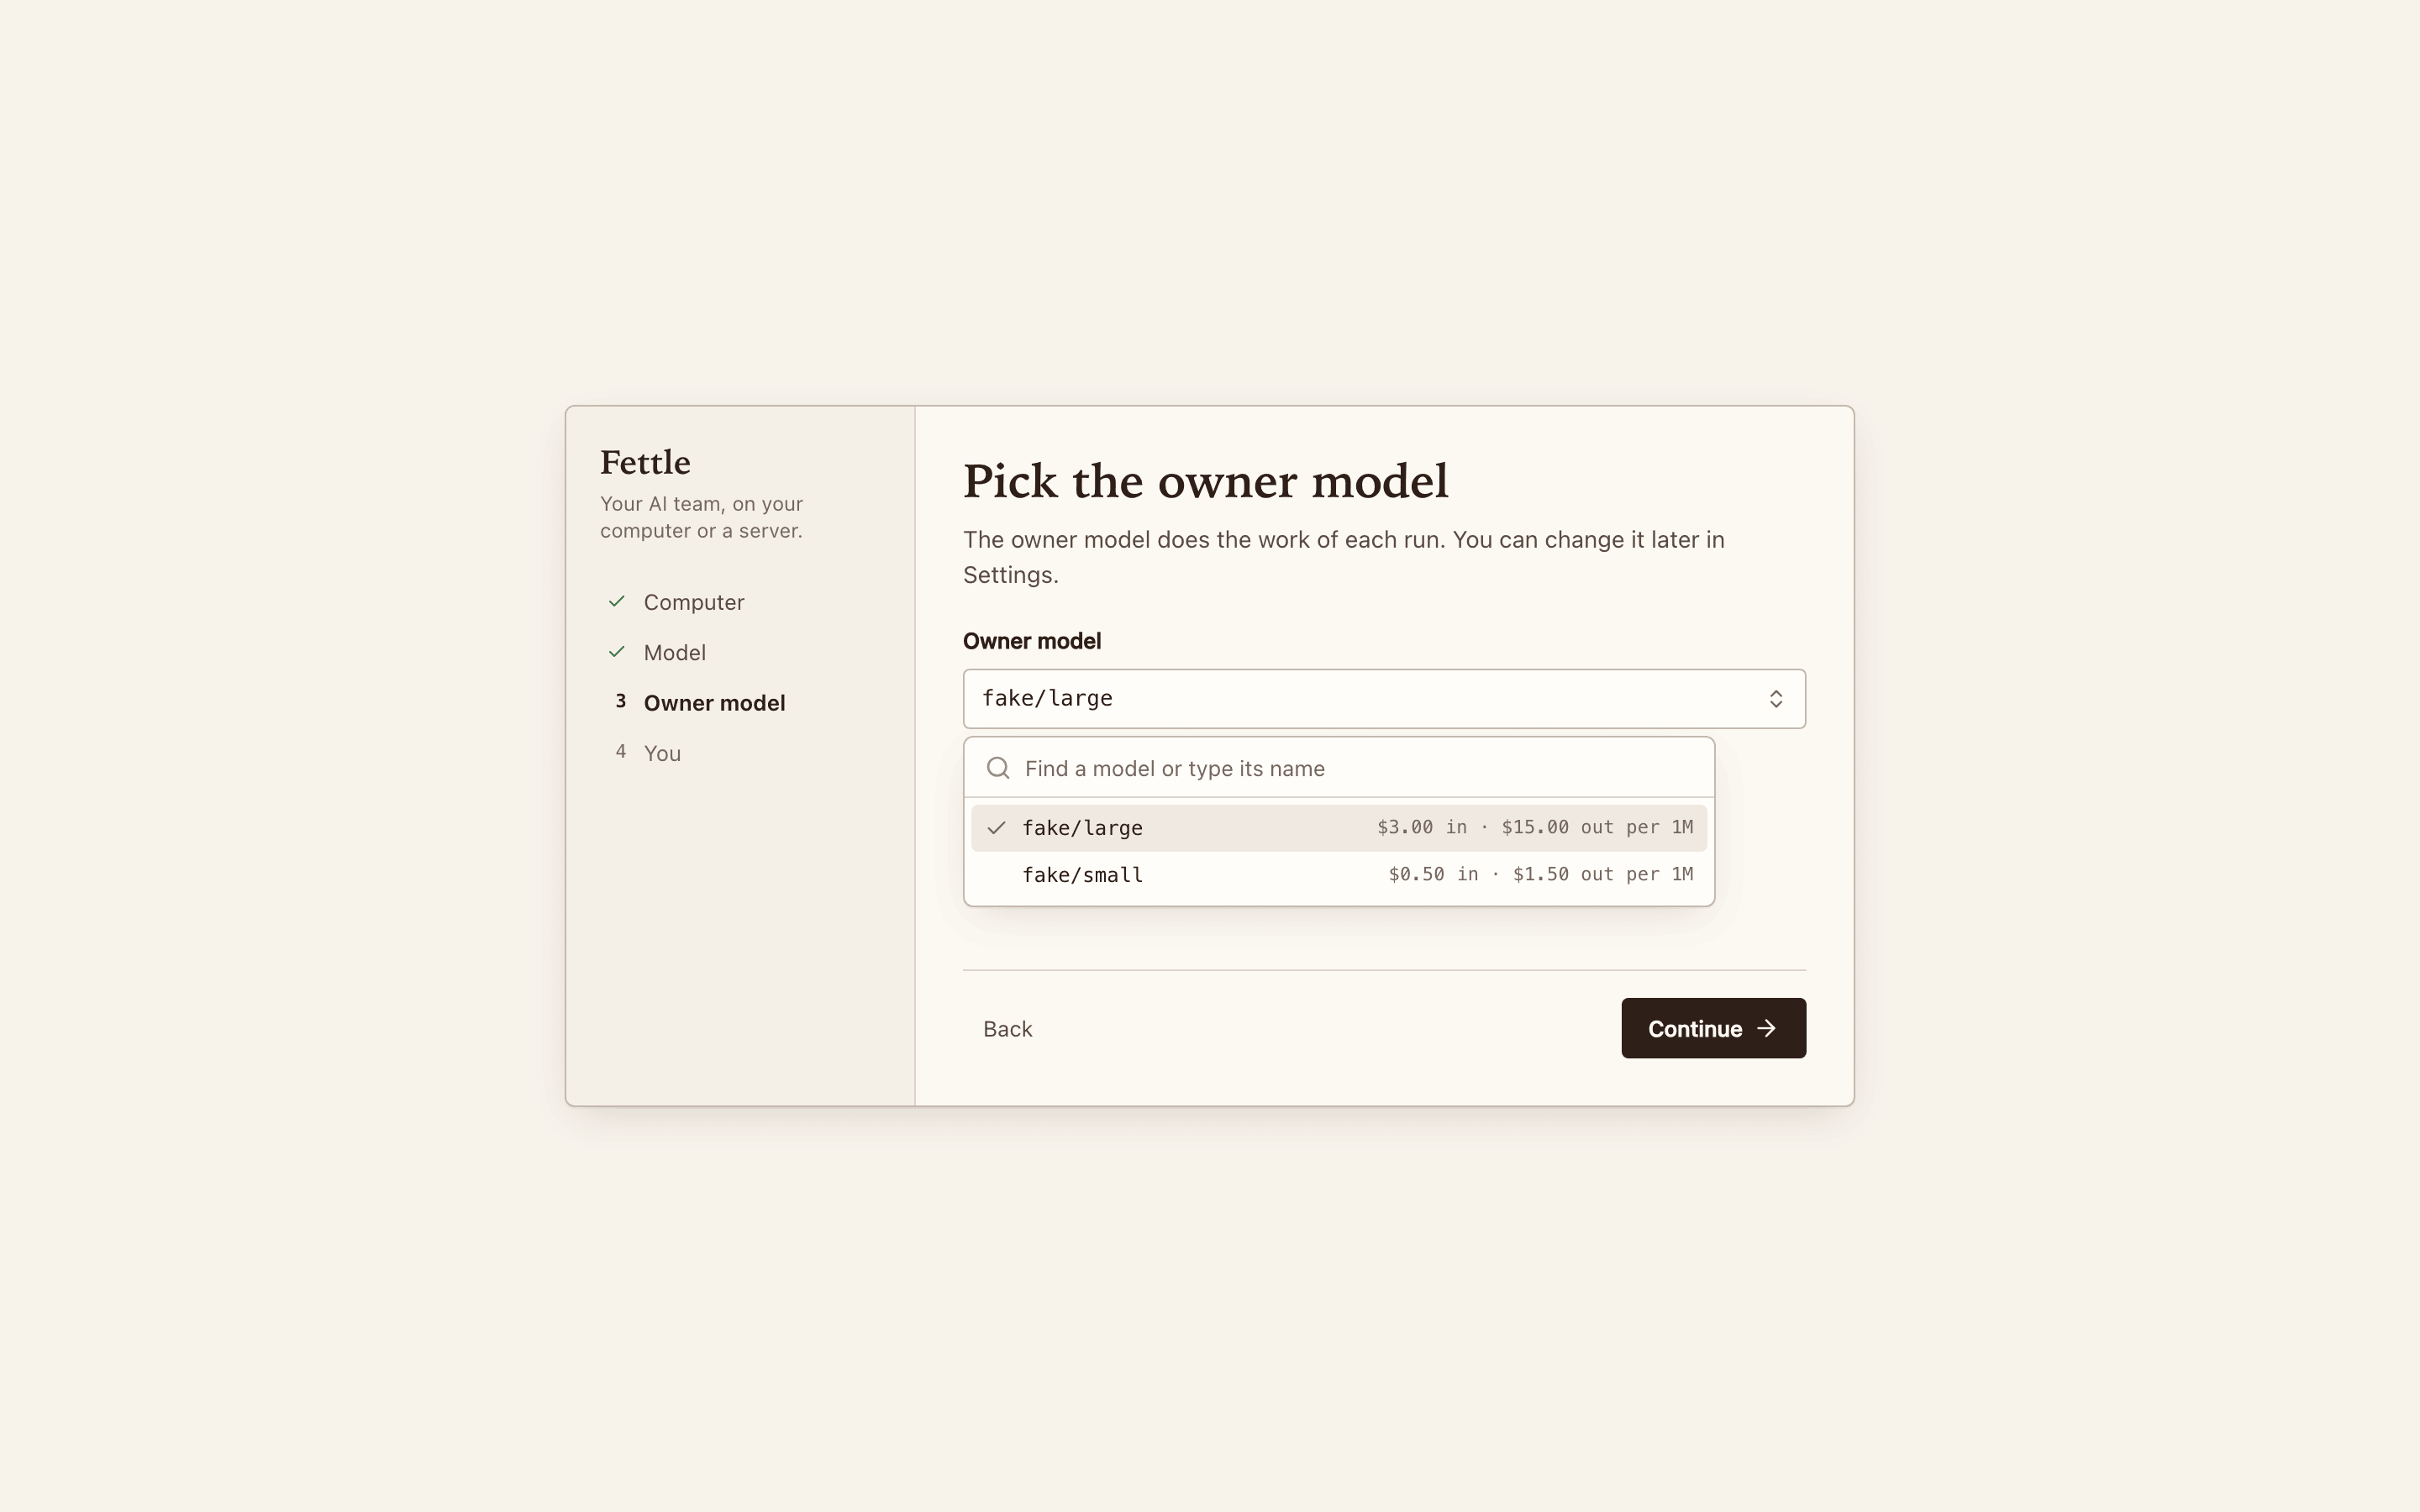 Fettle
Your AI team, on your
computer or a server.
Computer
Model
3 Owner model
4 You
Pick the owner model
The owner model does the work of each run. You can change it later in
Settings.
Owner model
fake/large
Find a model or type its name
fake/large $3.00 in · $15.00 out per 1M
fake/small $0.50 in · $1.50 out per 1M
Back
Continue